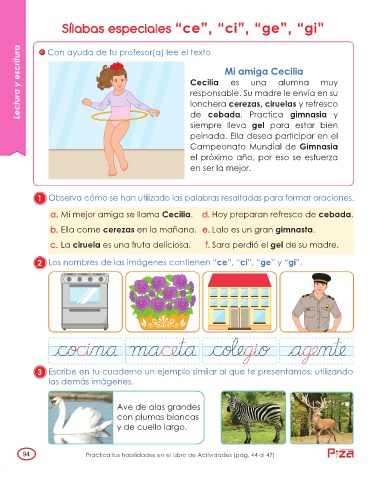 Sílabas especiales “ce”, “ci”, “ge”, “gi”
Lectura y escritura
Con ayuda de tu profesor(a) lee el texto
Mi amiga Cecilia
Cecilia es una alumna muy
responsable. Su madre le envía en su
lonchera cerezas, ciruelas y refresco
de cebada. Practica gimnasia y
siempre lleva gel para estar bien
peinada. Ella desea participar en el
Campeonato Mundial de Gimnasia
el próximo año, por eso se esfuerza
en ser la mejor.
1 Observa cómo se han utilizado las palabras resaltadas para formar oraciones.
a. Mi mejor amiga se llama Cecilia.
b. Ella come cerezas en la mañana.
c. La ciruela es una fruta deliciosa.
d. Hoy preparan refresco de cebada.
e. Lalo es un gran gimnasta.
f. Sara perdió el gel de su madre.
2 Los nombres de las imágenes contienen “ce”, “ci”, “ge” y “gi”.
cocina maceta colegio agente
3 Escribe en tu cuaderno un ejemplo similar al que te presentamos, utilizando
las demás imágenes.
Ave de alas grandes
con plumas blancas
y de cuello largo.
94
Practica tus habilidades en el Libro de Actividades (pág. 44 al 47)
Piza